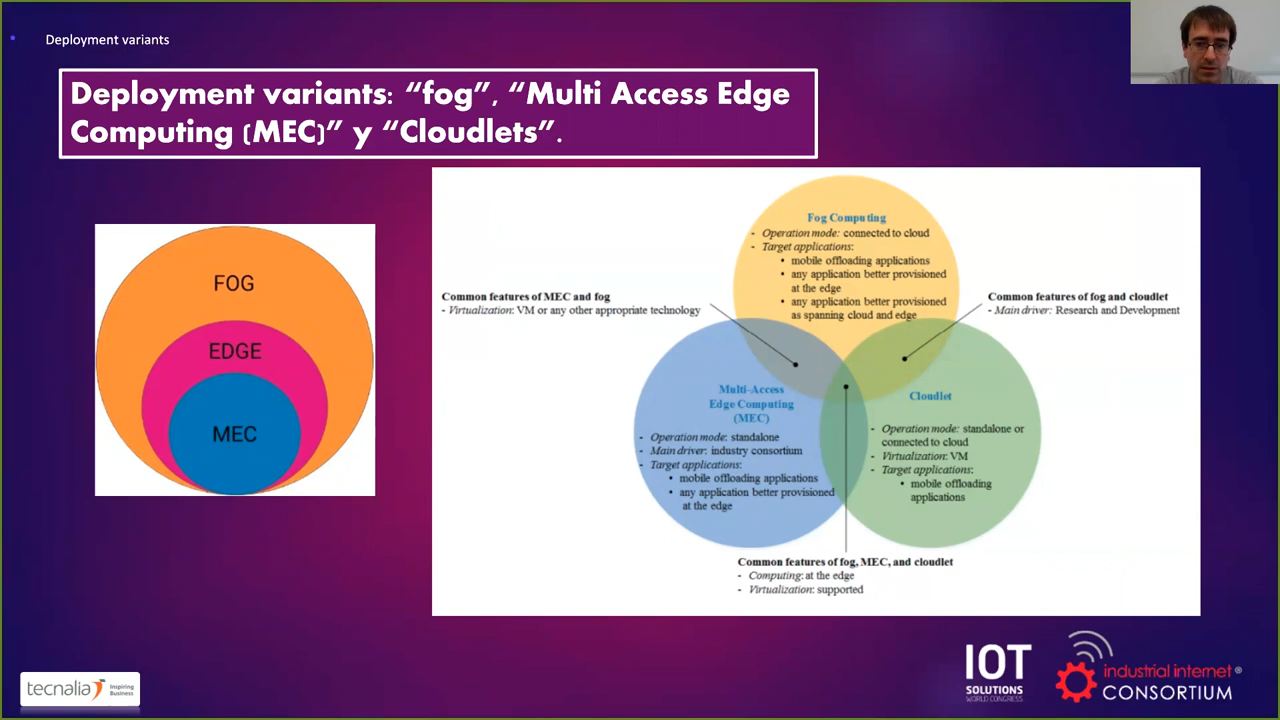 Deployment variants
Deployment variants: “fog”, “Multi Access Edge
Computing (MEC)” y “Cloudlets”.
FOG
EDGE
MEC
Fog Computing
- Operation mode: connected to cloud
- Target applications:
• mobile offloading applications
• any application better provisioned
at the edge
• any application better provisioned
as spanning cloud and edge
Common features of MEC and fog
- Virtualization: VM or any other appropriate technology
Common features of fog and cloudlet
- Main driver: Research and Development
Multi-Access
Edge Computing
(MEC)
- Operation mode: standalone
- Main driver: industry consortium
- Target applications:
• mobile offloading applications
• any application better provisioned
at the edge
Cloudlet
- Operation mode: standalone or
connected to cloud
- Virtualization: VM
- Target applications:
• mobile offloading
applications
Common features of fog, MEC, and cloudlet
- Computing: at the edge
- Virtualization: supported
tecnalia
Inspiring
Business
IOT
SOLUTIONS
WORLD CONGRESS
industrial internet®
CONSORTIUM